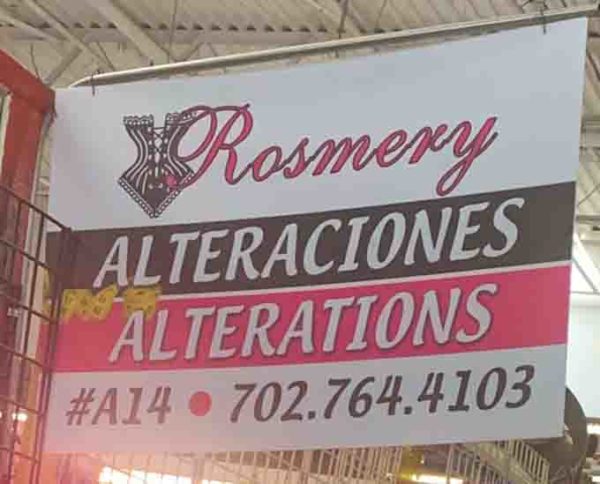 Rosmery
ALTERACIONES
ALTERATIONS
#A14 • 702.764.4103